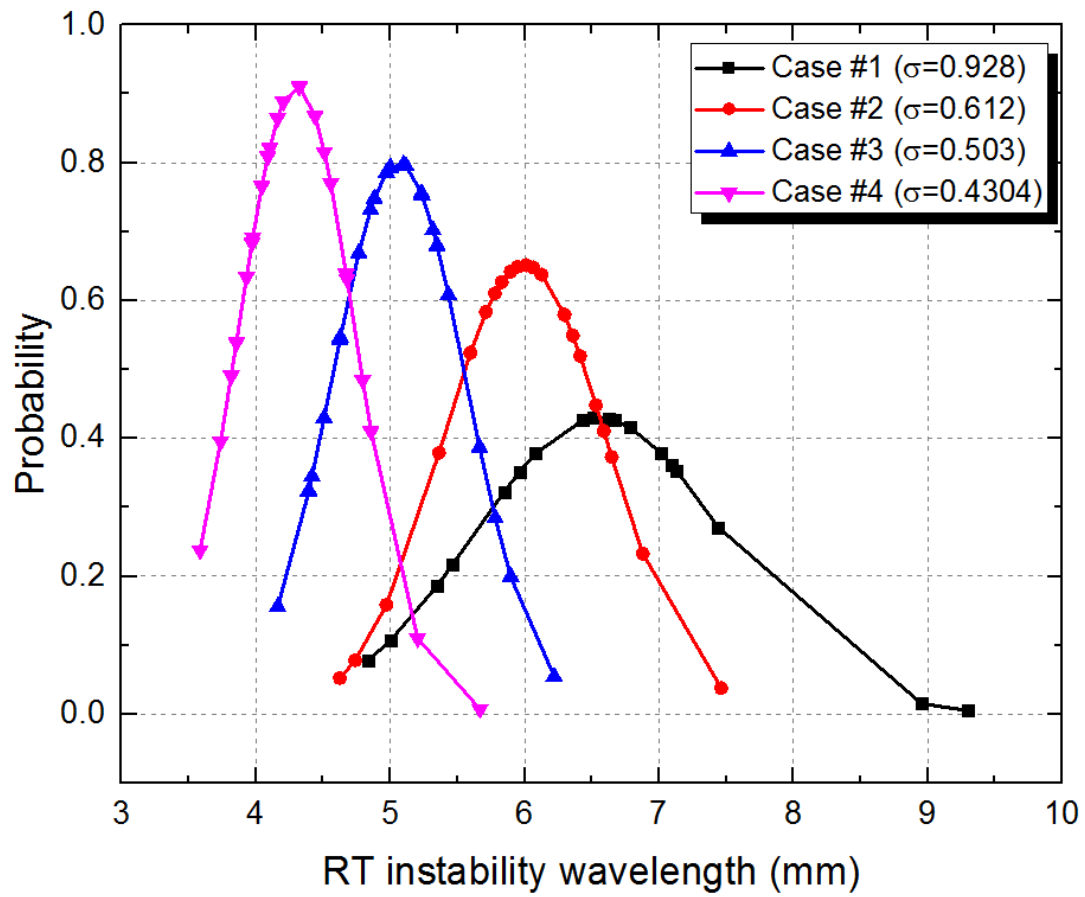 1.0
0.8
0.6
0.4
0.2
0.0
Probability
Case #1 (σ=0.928)
Case #2 (σ=0.612)
Case #3 (σ=0.503)
Case #4 (σ=0.4304)
3 4 5 6 7 8 9 10
RT instability wavelength (mm)